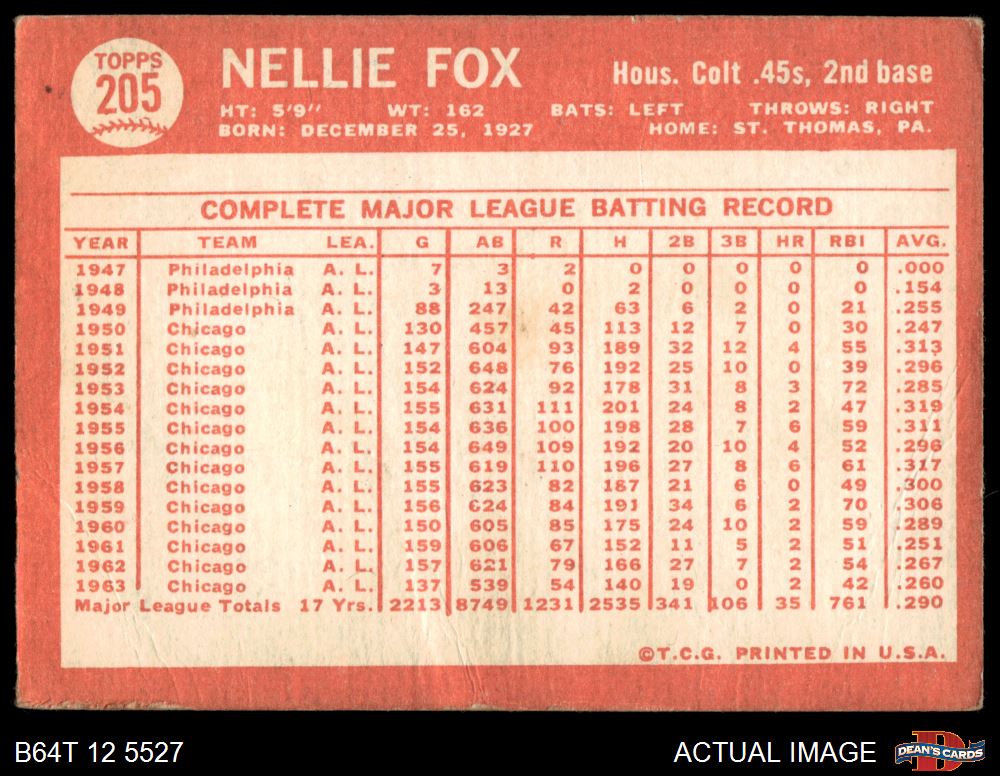 TOPPS
205
NELLIE FOX
Hous. Colt .45s, 2nd base
HT: 5'9" WT: 162 BATS: LEFT THROWS: RIGHT
BORN: DECEMBER 25, 1927 HOME: ST. THOMAS, PA.
COMPLETE MAJOR LEAGUE BATTING RECORD
YEAR TEAM LEA. G AB R H 2B 3B HR RBI AVG.
1947 Philadelphia A. L. 7 3 2 0 0 0 0 0 .000
1948 Philadelphia A. L. 3 13 0 2 0 0 0 0 .154
1949 Philadelphia A. L. 88 247 42 63 6 2 0 21 .255
1950 Chicago A. L. 130 457 45 113 12 7 0 30 .247
1951 Chicago A. L. 147 604 93 189 32 12 4 55 .313
1952 Chicago A. L. 152 648 76 192 25 10 0 39 .296
1953 Chicago A. L. 154 624 92 178 31 8 3 72 .285
1954 Chicago A. L. 155 631 111 201 24 8 2 47 .319
1955 Chicago A. L. 154 636 100 198 28 7 6 59 .311
1956 Chicago A. L. 154 649 109 192 20 10 4 52 .296
1957 Chicago A. L. 155 619 110 196 27 8 6 61 .317
1958 Chicago A. L. 155 623 82 187 21 6 0 49 .300
1959 Chicago A. L. 156 624 84 191 34 6 2 70 .306
1960 Chicago A. L. 150 605 85 175 24 10 2 59 .289
1961 Chicago A. L. 159 606 67 152 11 5 2 51 .251
1962 Chicago A. L. 157 621 79 166 27 7 2 54 .267
1963 Chicago A. L. 137 539 54 140 19 0 2 42 .260
Major League Totals 17 Yrs. 2213 8749 1231 2535 341 106 35 761 .290
©T.C.G. PRINTED IN U.S.A.
B64T 12 5527
ACTUAL IMAGE
DEAN'S CARDS